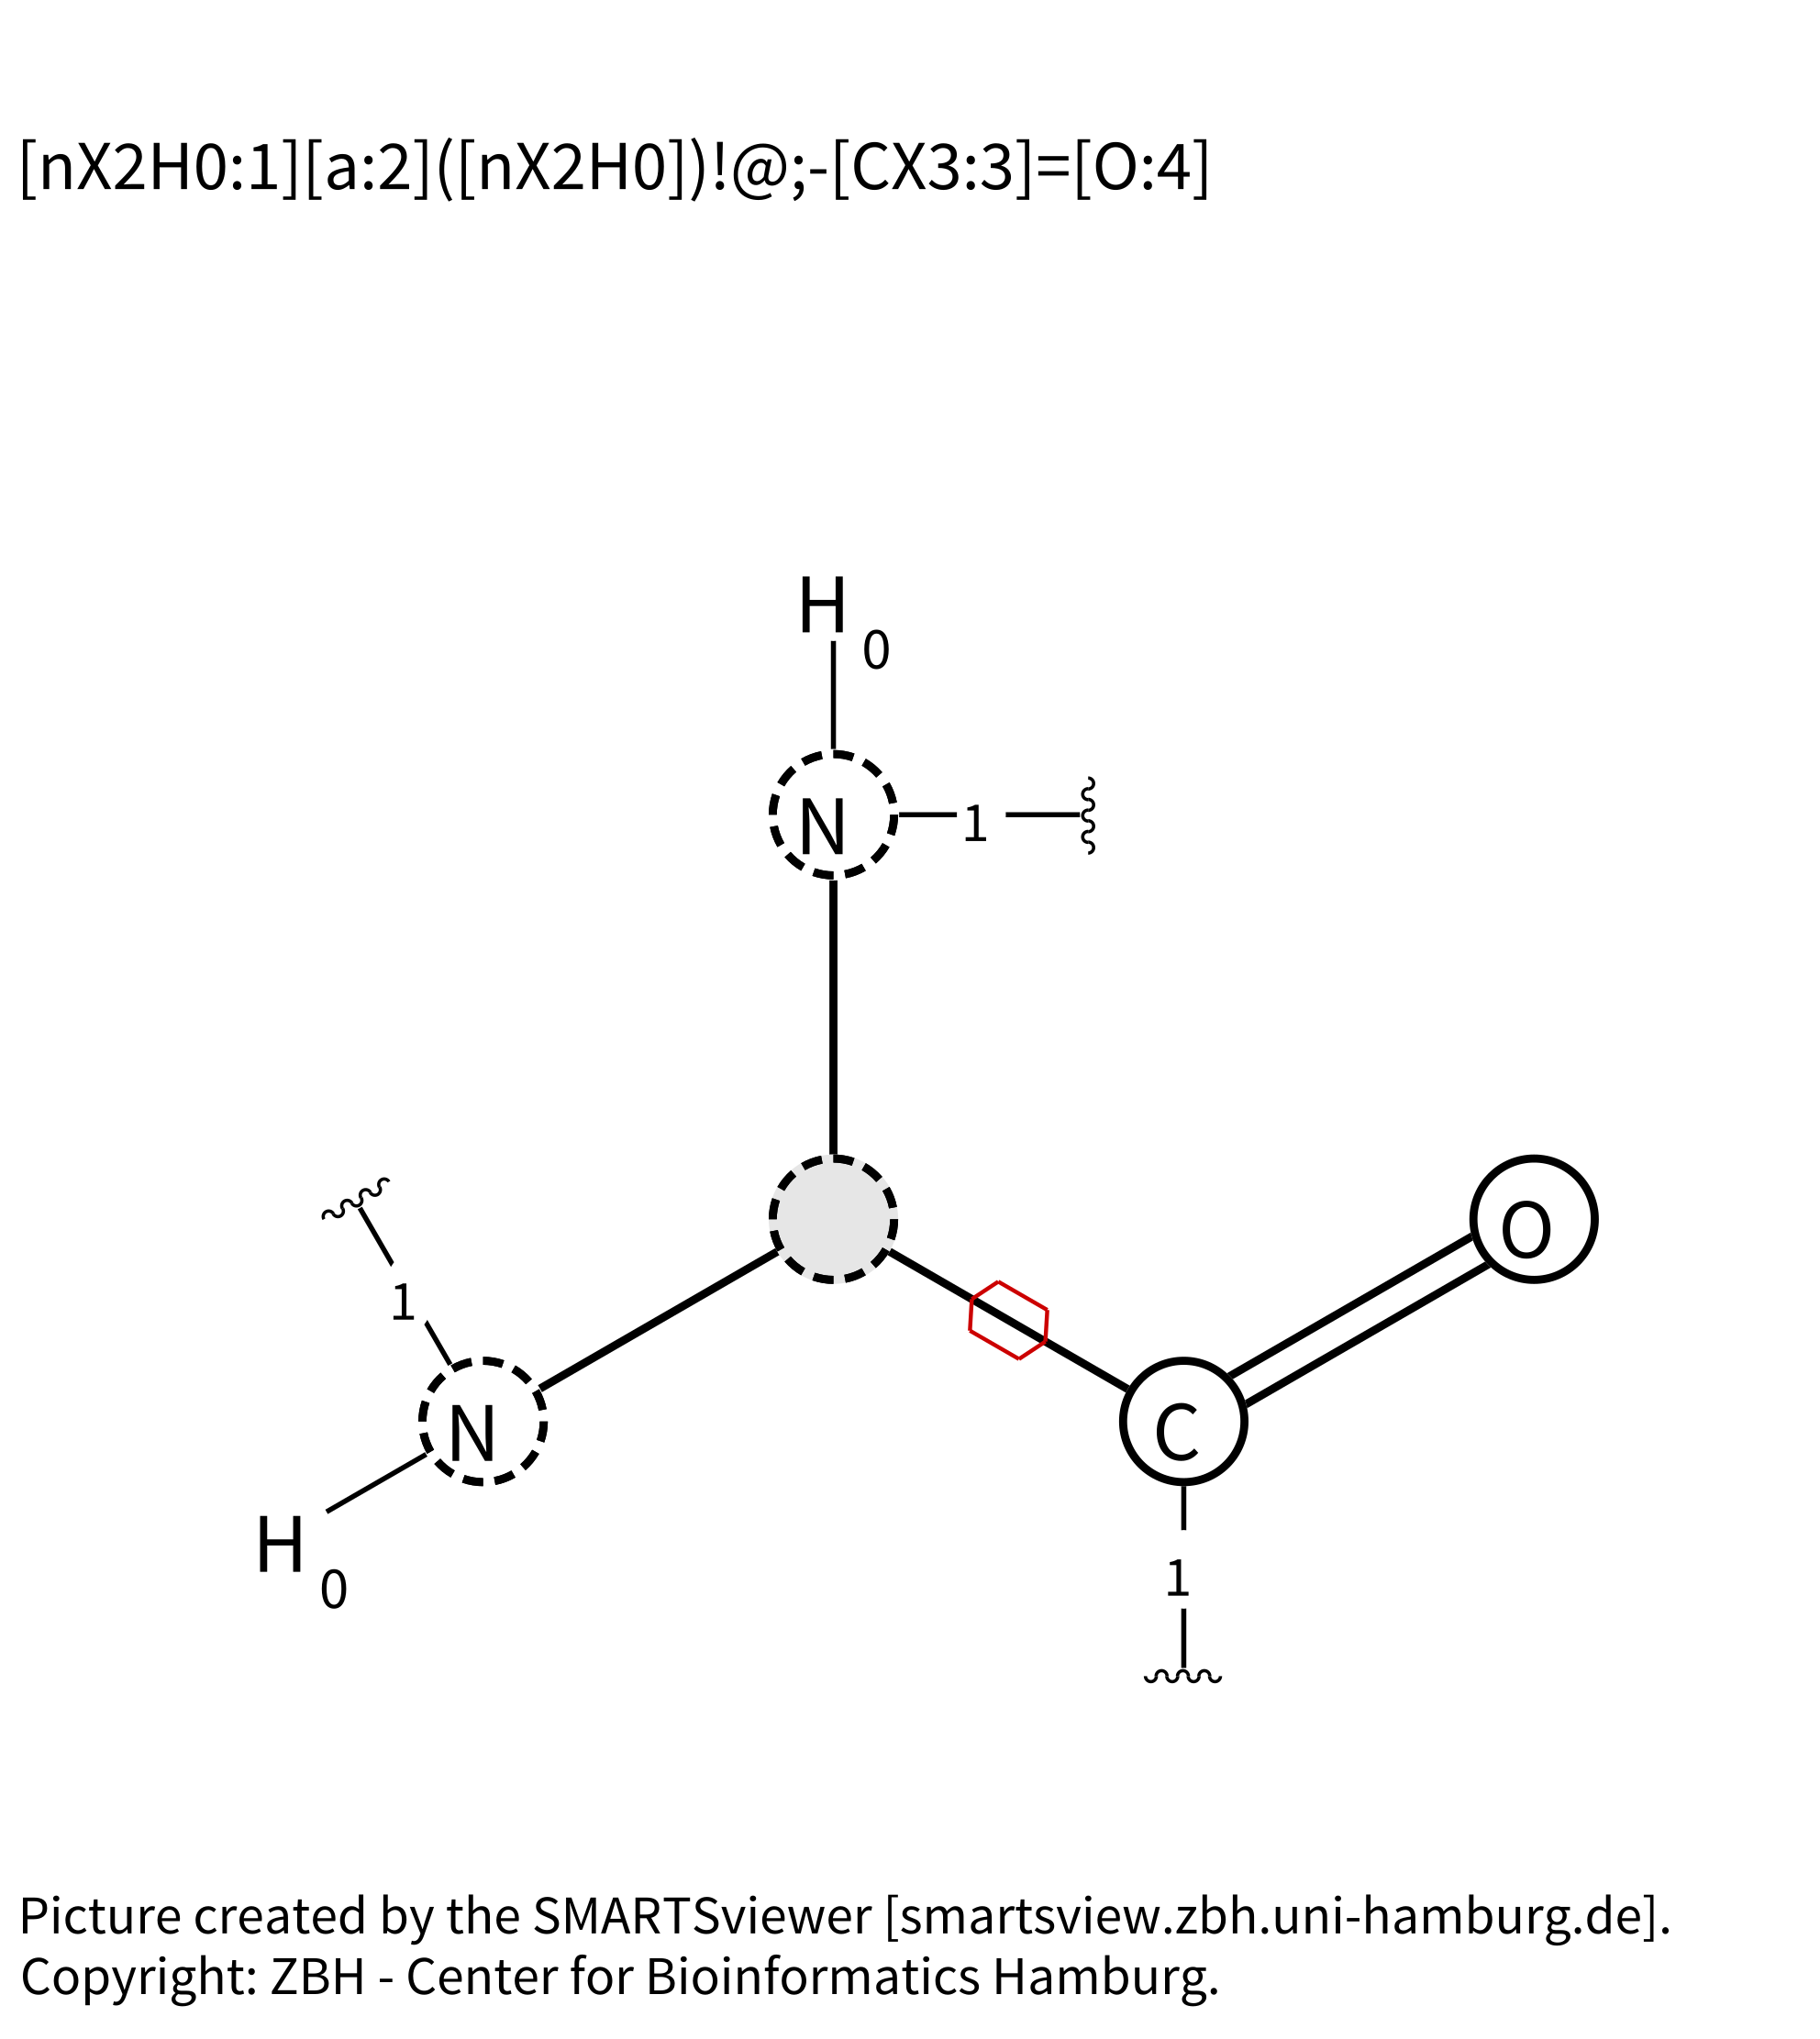 [nX2H0:1][a:2]([nX2H0])!@;-[CX3:3]=[O:4]
H
0
N
1
O
1
N
C
H
0
1
Picture created by the SMARTSviewer [smartsview.zbh.uni-hamburg.de].
Copyright: ZBH - Center for Bioinformatics Hamburg.